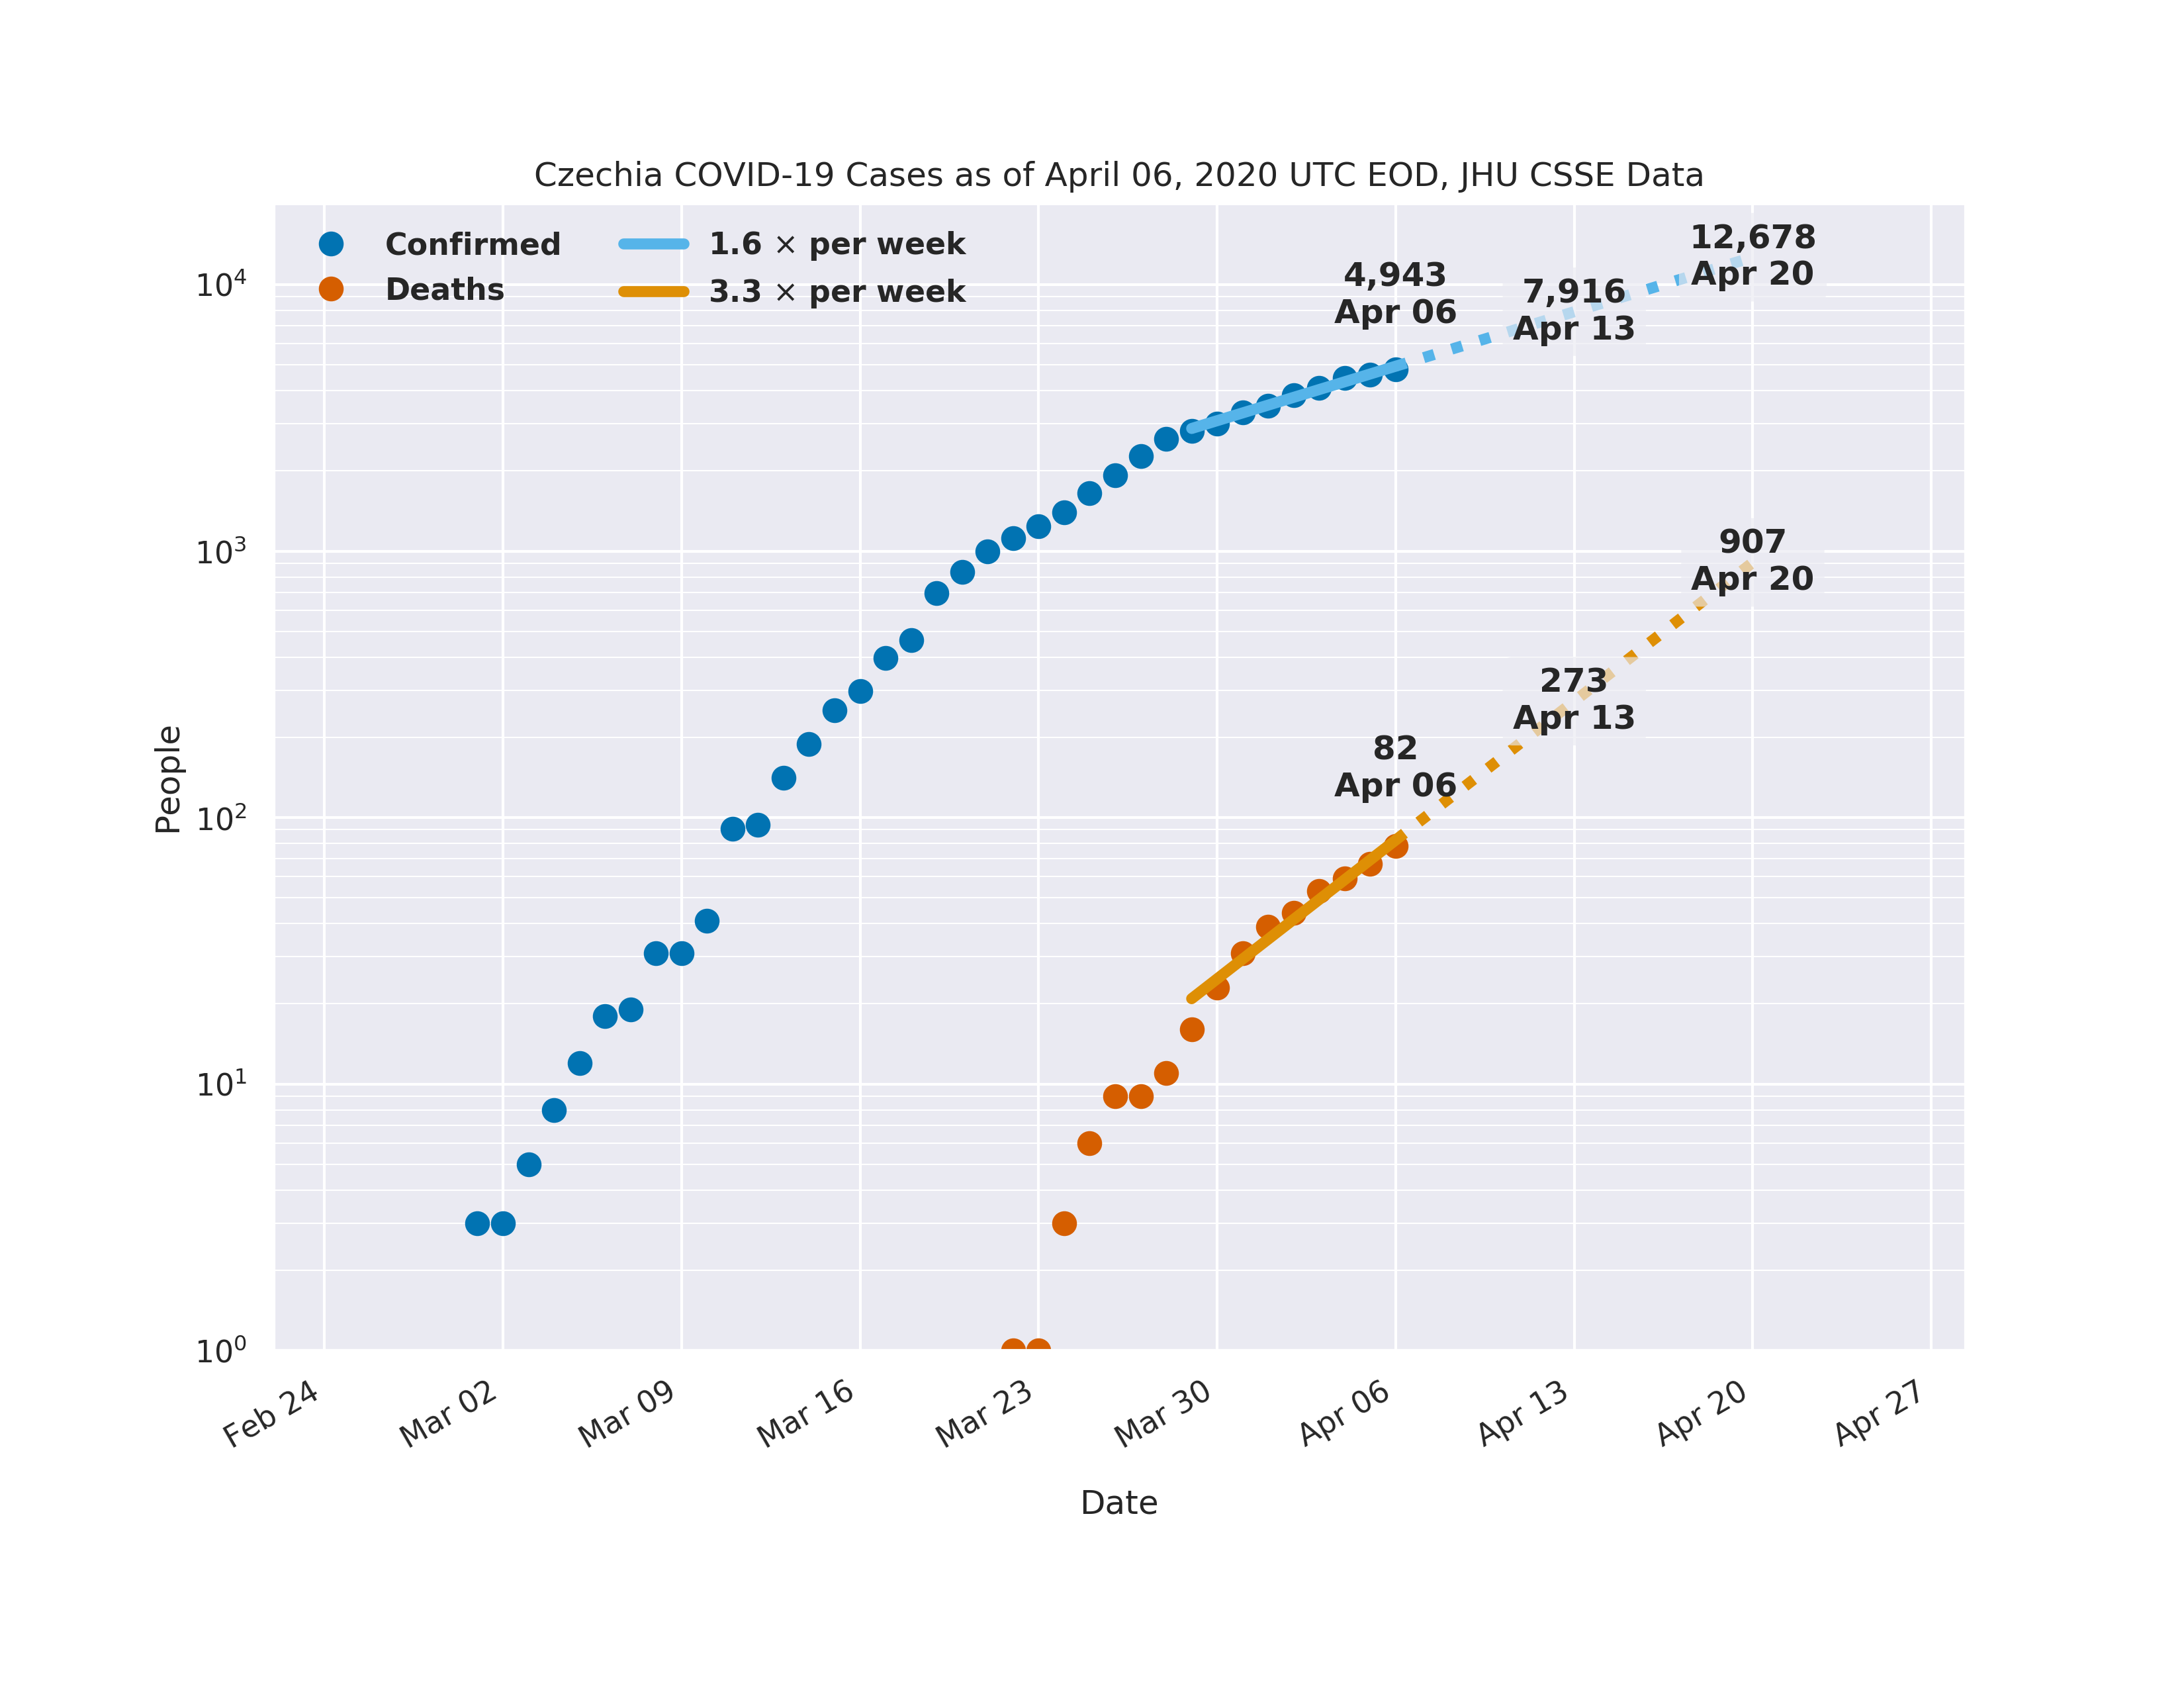 Czechia COVID-19 Cases as of April 06, 2020 UTC EOD, JHU CSSE Data
Confirmed
Deaths
1.6 × per week
3.3 × per week
12,678
Apr 20
4,943
Apr 06
7,916
Apr 13
907
Apr 20
273
Apr 13
82
Apr 06
People
10⁴
10³
10²
10¹
10⁰
Feb 24
Mar 02
Mar 09
Mar 16
Mar 23
Mar 30
Apr 06
Apr 13
Apr 20
Apr 27
Date